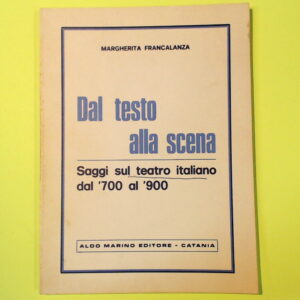 MARGHERITA FRANCALANZA
Dal testo
alla scena
Saggi sul teatro italiano
dal '700 al '900
ALDO MARINO EDITORE - CATANIA